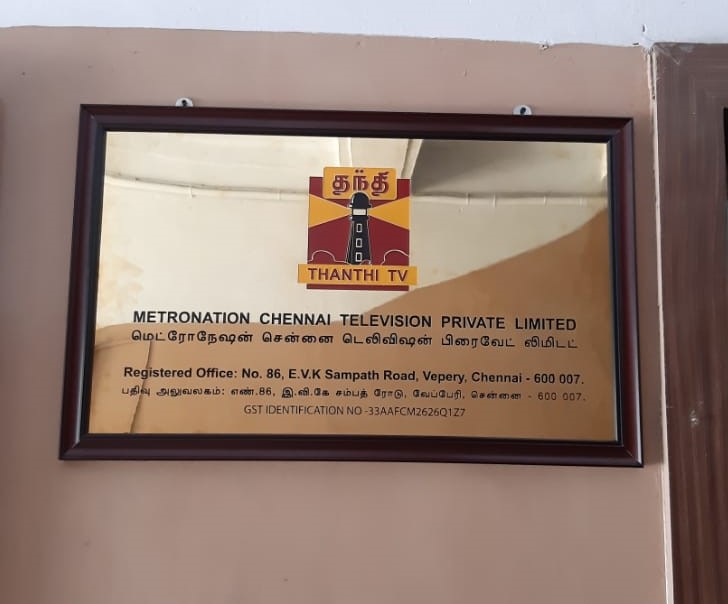 தந்தி
THANTHI TV
METRONATION CHENNAI TELEVISION PRIVATE LIMITED
மெட்ரோநேஷன் சென்னை டெலிவிஷன் பிரைவேட் லிமிடட்
Registered Office: No. 86, E.V.K Sampath Road, Vepery, Chennai - 600 007.
பதிவு அலுவலகம்: எண்.86, இ.வி.கே சம்பத் ரோடு, வேப்பேரி, சென்னை - 600 007.
GST IDENTIFICATION NO -33AAFCM2626Q1Z7